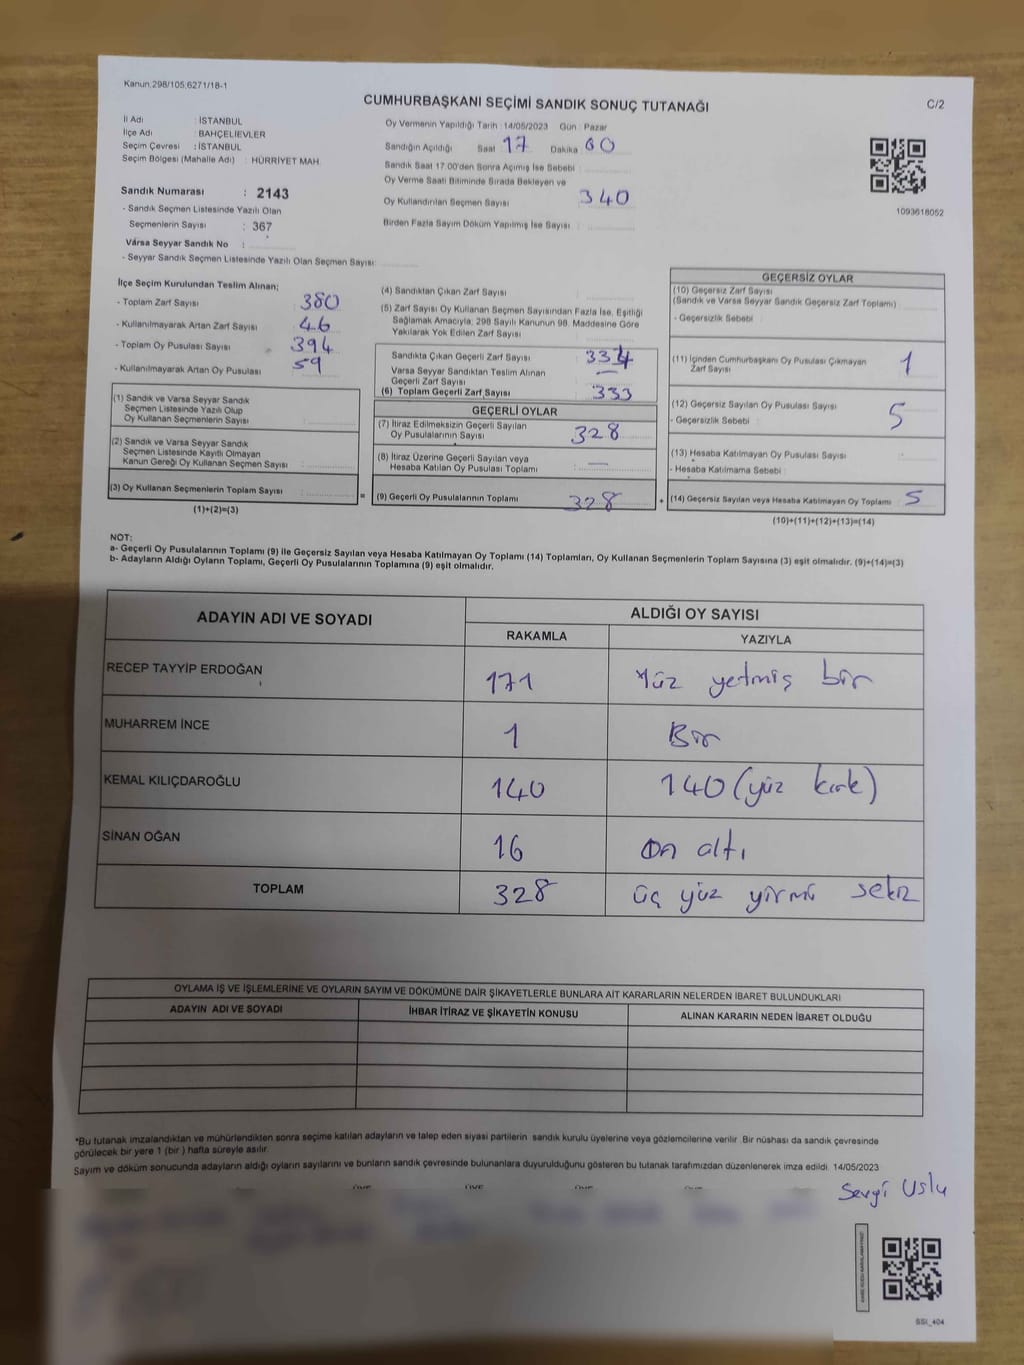 Kanun,298/105;6271/18-1
CUMHURBAŞKANI SEÇİMİ SANDIK SONUÇ TUTANAĞI
C/2
İl Adı : İSTANBUL
İlçe Adı : BAHÇELİEVLER
Seçim Çevresi : İSTANBUL
Seçim Bölgesi (Mahalle Adı) : HÜRRİYET MAH.
Sandık Numarası : 2143
- Sandık Seçmen Listesinde Yazılı Olan
Seçmenlerin Sayısı : 367
Varsa Seyyar Sandık No :
- Seyyar Sandık Seçmen Listesinde Yazılı Olan Seçmen Sayısı:
Oy Vermenin Yapıldığı Tarih : 14/05/2023 Gün : Pazar
Sandığın Açıldığı Saat 17 Dakika 00
Sandık Saat 17.00'den Sonra Açımış İse Sebebi :
Oy Verme Saati Bitiminde Sırada Bekleyen ve
Oy Kullandırılan Seçmen Sayısı 340
Birden Fazla Sayım Döküm Yapılmış İse Sayısı :
1093618052
İlçe Seçim Kurulundan Teslim Alınan;
- Toplam Zarf Sayısı 380
- Kullanılmayarak Artan Zarf Sayısı 46
- Toplam Oy Pusulası Sayısı 394
- Kullanılmayarak Artan Oy Pusulası 59
(1) Sandık ve Varsa Seyyar Sandık
Seçmen Listesinde Yazılı Olup
Oy Kullanan Seçmenlerin Sayısı :
(2) Sandık ve Varsa Seyyar Sandık
Seçmen Listesinde Kayıtlı Olmayan
Kanun Gereği Oy Kullanan Seçmen Sayısı :
(3) Oy Kullanan Seçmenlerin Toplam Sayısı :
(1)+(2)=(3)
(4) Sandıktan Çıkan Zarf Sayısı
(5) Zarf Sayısı Oy Kullanan Seçmen Sayısından Fazla İse, Eşitliği
Sağlamak Amacıyla; 298 Sayılı Kanunun 98. Maddesine Göre
Yakılarak Yok Edilen Zarf Sayısı
Sandıkta Çıkan Geçerli Zarf Sayısı : 334
Varsa Seyyar Sandıktan Teslim Alınan
Geçerli Zarf Sayısı : —
(6) Toplam Geçerli Zarf Sayısı : 333
GEÇERLİ OYLAR
(7) İtiraz Edilmeksizin Geçerli Sayılan
Oy Pusulalarının Sayısı : 328
(8) İtiraz Üzerine Geçerli Sayılan veya
Hesaba Katılan Oy Pusulası Toplamı : —
= (9) Geçerli Oy Pusulalarının Toplamı 328
GEÇERSİZ OYLAR
(10) Geçersiz Zarf Sayısı
(Sandık ve Varsa Seyyar Sandık Geçersiz Zarf Toplamı)
- Geçersizlik Sebebi :
(11) İçinden Cumhurbaşkanı Oy Pusulası Çıkmayan
Zarf Sayısı : 1
(12) Geçersiz Sayılan Oy Pusulası Sayısı : 5
- Geçersizlik Sebebi :
(13) Hesaba Katılmayan Oy Pusulası Sayısı :
- Hesaba Katılmama Sebebi :
+ (14) Geçersiz Sayılan veya Hesaba Katılmayan Oy Toplamı : 5
(10)+(11)+(12)+(13)=(14)
NOT:
a- Geçerli Oy Pusulalarının Toplamı (9) ile Geçersiz Sayılan veya Hesaba Katılmayan Oy Toplamı (14) Toplamları, Oy Kullanan Seçmenlerin Toplam Sayısına (3) eşit olmalıdır. (9)+(14)=(3)
b- Adayların Aldığı Oyların Toplamı, Geçerli Oy Pusulalarının Toplamına (9) eşit olmalıdır.
ADAYIN ADI VE SOYADI ALDIĞI OY SAYISI
RAKAMLA YAZIYLA
RECEP TAYYİP ERDOĞAN 171 Yüz yetmiş bir
MUHARREM İNCE 1 Bir
KEMAL KILIÇDAROĞLU 140 140 (yüz kırk)
SİNAN OĞAN 16 On altı
TOPLAM 328 üç yüz yirmi sekiz
OYLAMA İŞ VE İŞLEMLERİNE VE OYLARIN SAYIM VE DÖKÜMÜNE DAİR ŞİKAYETLERLE BUNLARA AİT KARARLARIN NELERDEN İBARET BULUNDUKLARI
ADAYIN ADI VE SOYADI İHBAR İTİRAZ VE ŞİKAYETİN KONUSU ALINAN KARARIN NEDEN İBARET OLDUĞU
*Bu tutanak imzalandıktan ve mühürlendikten sonra seçime katılan adayların ve talep eden siyasi partilerin sandık kurulu üyelerine veya gözlemcilerine verilir .Bir nüshası da sandık çevresinde
görülecek bir yere 1 (bir ) hafta süreyle asılır.
Sayım ve döküm sonucunda adayların aldığı oyların sayılarını ve bunların sandık çevresinde bulunanlara duyurulduğunu gösteren bu tutanak tarafımızdan düzenlenerek imza edildi. 14/05/2023
Sevgi Uslu
SSI_404